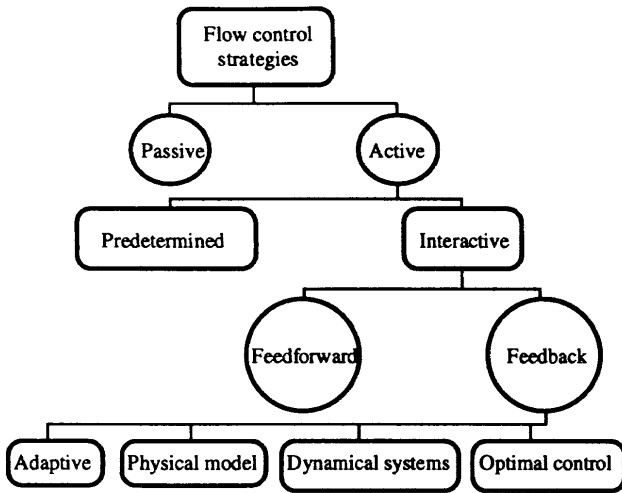 Flow control
strategies
Passive
Active
Predetermined
Interactive
Feedforward
Feedback
Adaptive
Physical model
Dynamical systems
Optimal control